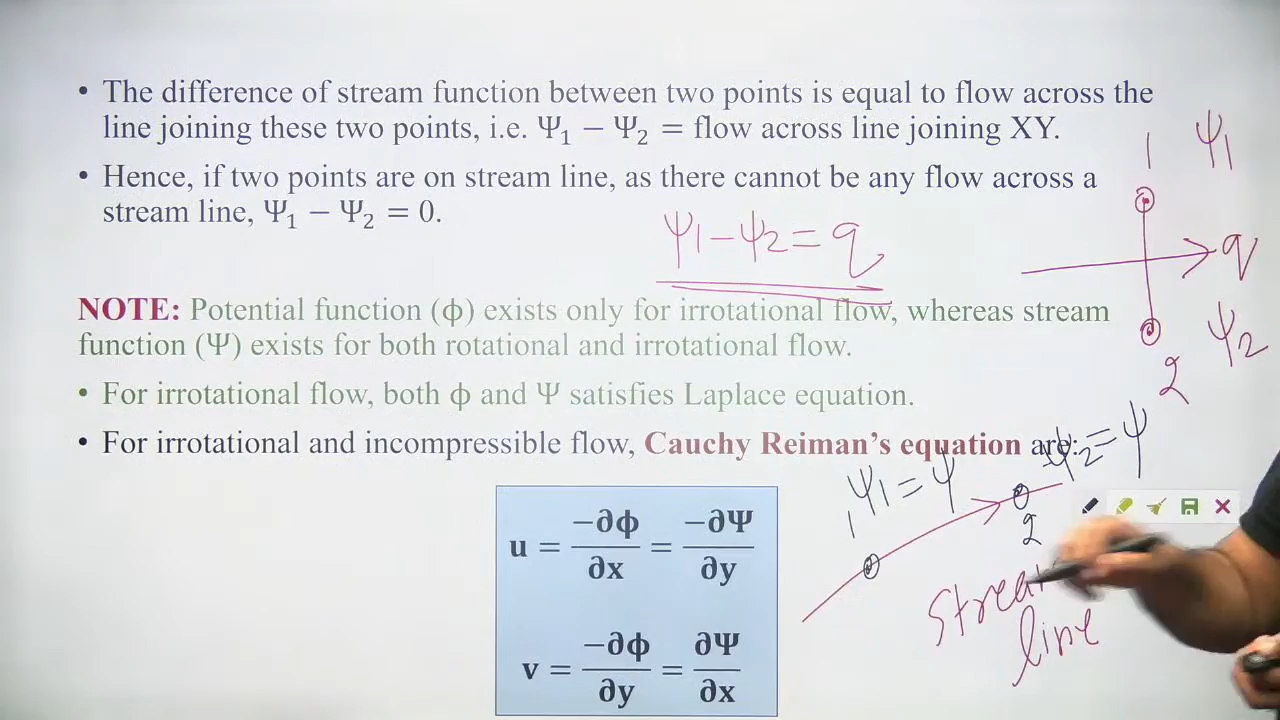 • The difference of stream function between two points is equal to flow across the
line joining these two points, i.e. Ψ₁ − Ψ₂ = flow across line joining XY.
• Hence, if two points are on stream line, as there cannot be any flow across a
stream line, Ψ₁ − Ψ₂ = 0.
ψ1 − ψ2 = q
1 ψ1
q
ψ2
2
NOTE: Potential function (ϕ) exists only for irrotational flow, whereas stream
function (Ψ) exists for both rotational and irrotational flow.
• For irrotational flow, both ϕ and Ψ satisfies Laplace equation.
• For irrotational and incompressible flow, Cauchy Reiman’s equation are:
u = −∂ϕ/∂x = −∂Ψ/∂y
v = −∂ϕ/∂y = ∂Ψ/∂x
1 ψ1 = ψ
ψ2 = ψ
2
line